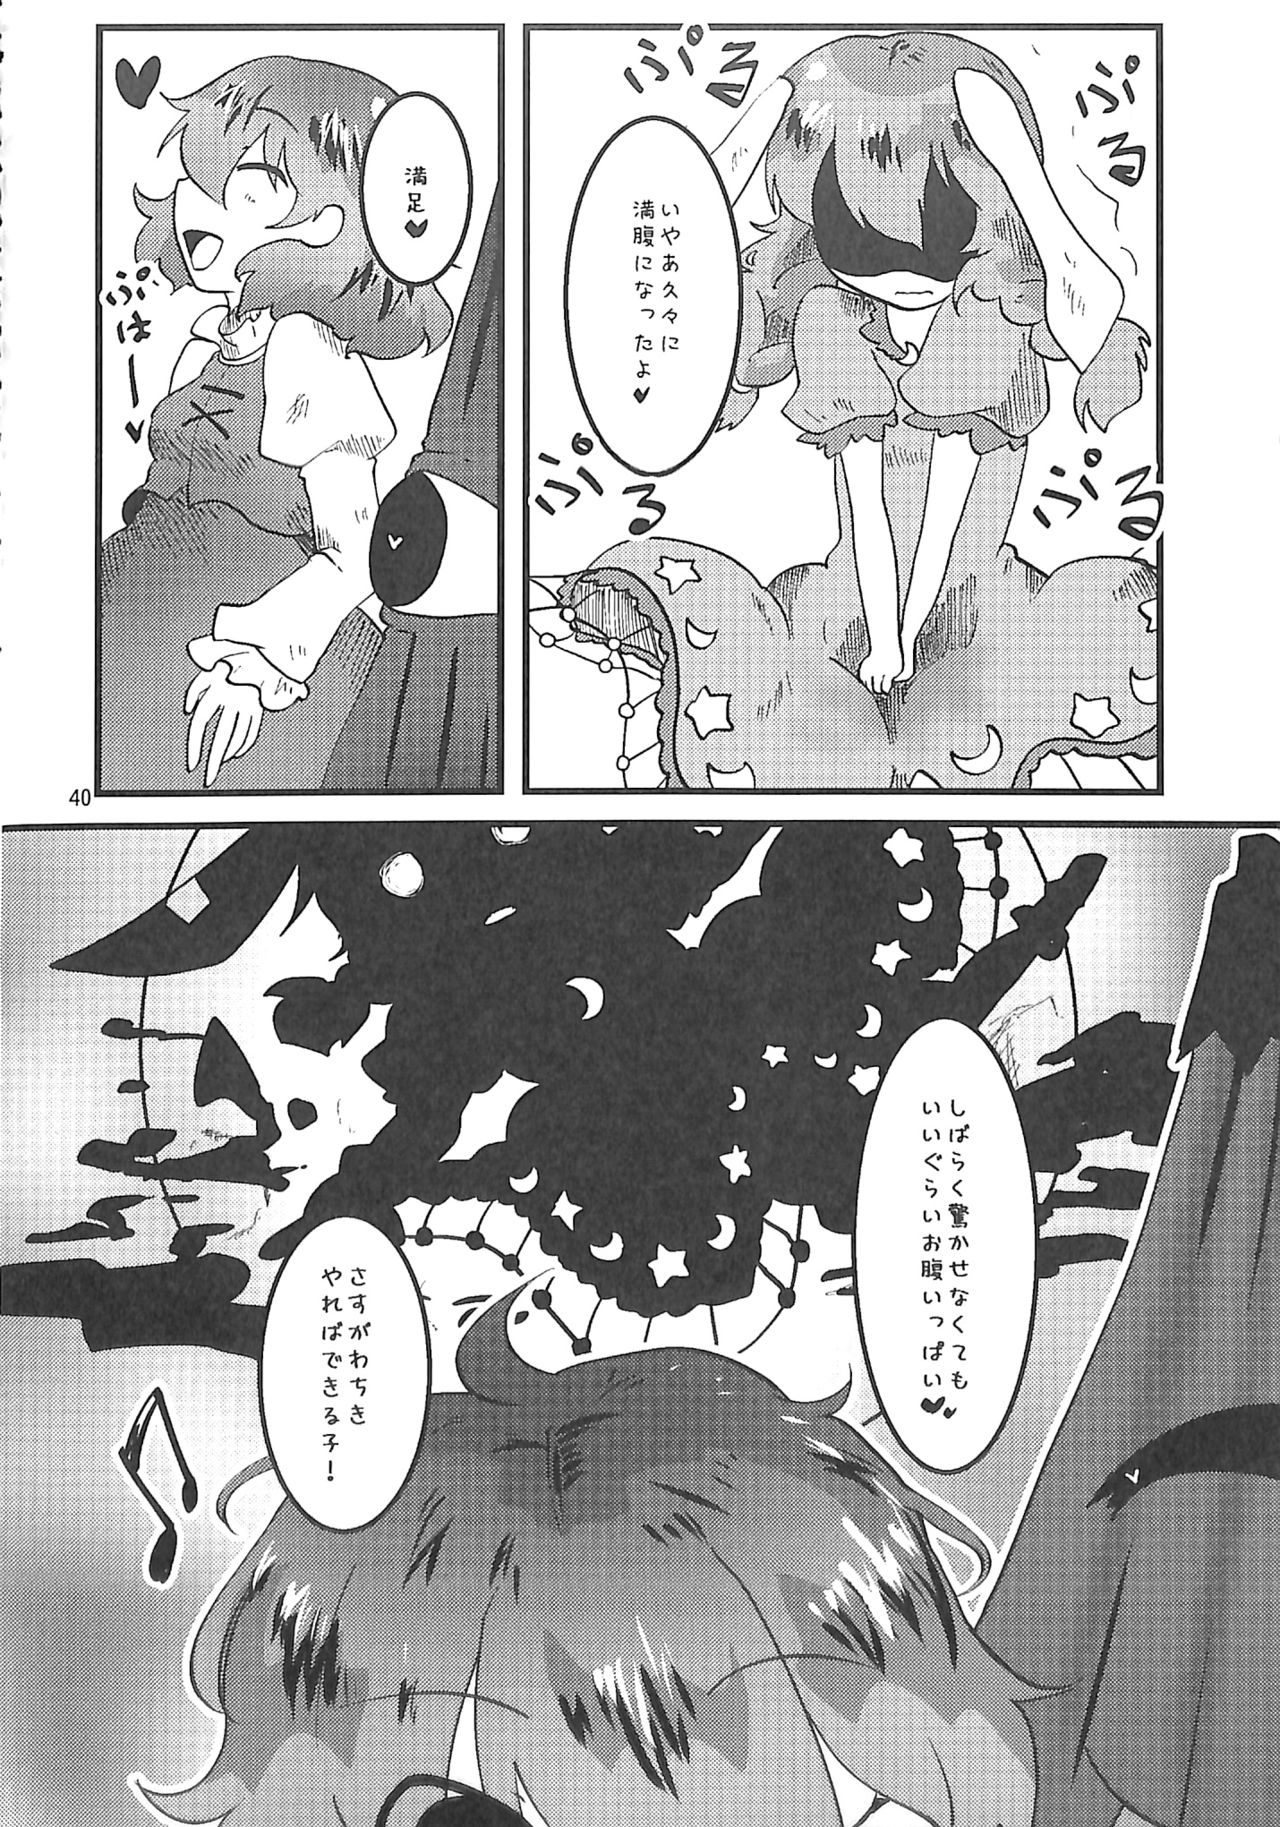 ぷる
ぷる
いやあ久々に
満腹になったよ♥
ぷる
ぷる
満足♥
ぷはー♥
40
しばらく驚かせなくても
いいぐらいお腹いっぱい♥
さすがわちき
やればできる子！